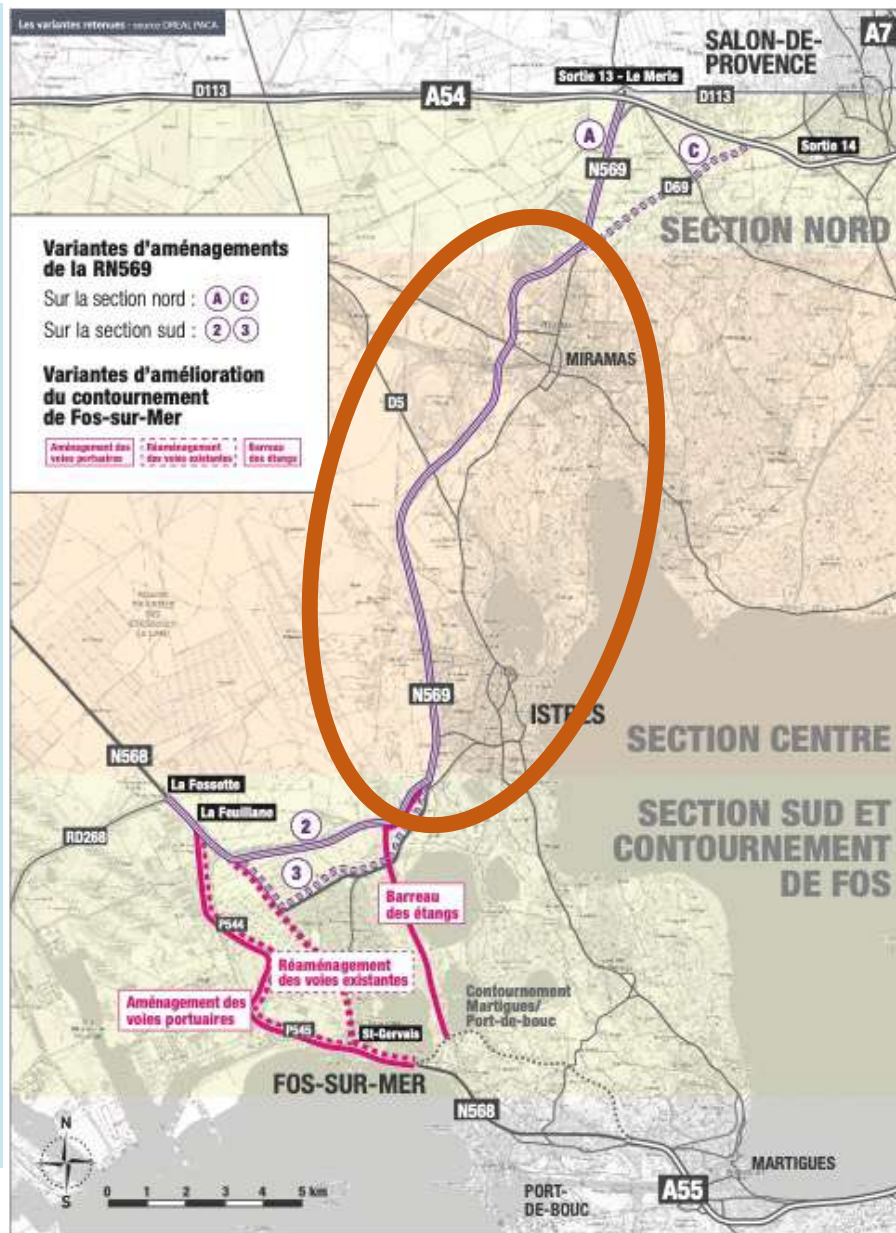 Les variantes retenues - source DREAL PACA
A7
SALON-DE-
PROVENCE
Sortie 13 - Le Merle
D113
A54
D113
A
C
Sortie 14
N569
D69
SECTION NORD
Variantes d'aménagements
de la RN569
Sur la section nord : A C
Sur la section sud : 2 3
Variantes d'amélioration
du contournement
de Fos-sur-Mer
Aménagement des
voies portuaires
Réaménagement
des voies existantes
Barreau
des étangs
MIRAMAS
D5
N569
ISTRES
SECTION CENTRE
N568
La Fossette
La Feuillane
2
SECTION SUD ET
CONTOURNEMENT
DE FOS
RD268
3
Barreau
des étangs
P544
Réaménagement
des voies existantes
Aménagement des
voies portuaires
Contournement
Martigues/
Port-de-bouc
P545
St-Gervais
FOS-SUR-MER
N568
N
S
0 1 2 3 4 5 km
MARTIGUES
A55
PORT-
DE-BOUC